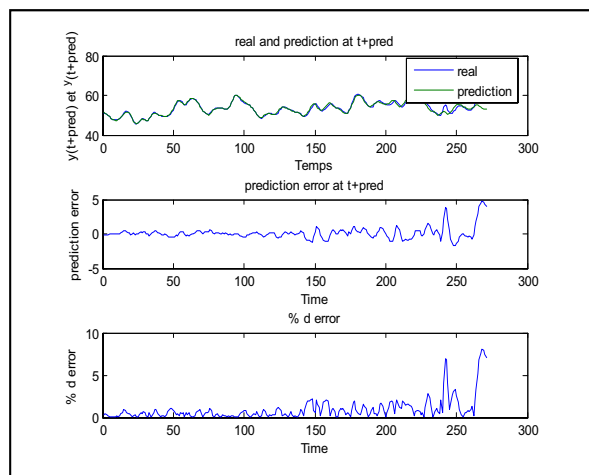 real and prediction at t+pred
y(t+pred) et y(t+pred)
80
60
40
real
prediction
0 50 100 150 200 250 300
Temps
prediction error at t+pred
prediction error
5
0
-5
0 50 100 150 200 250 300
Time
% d error
% d error
10
5
0
0 50 100 150 200 250 300
Time